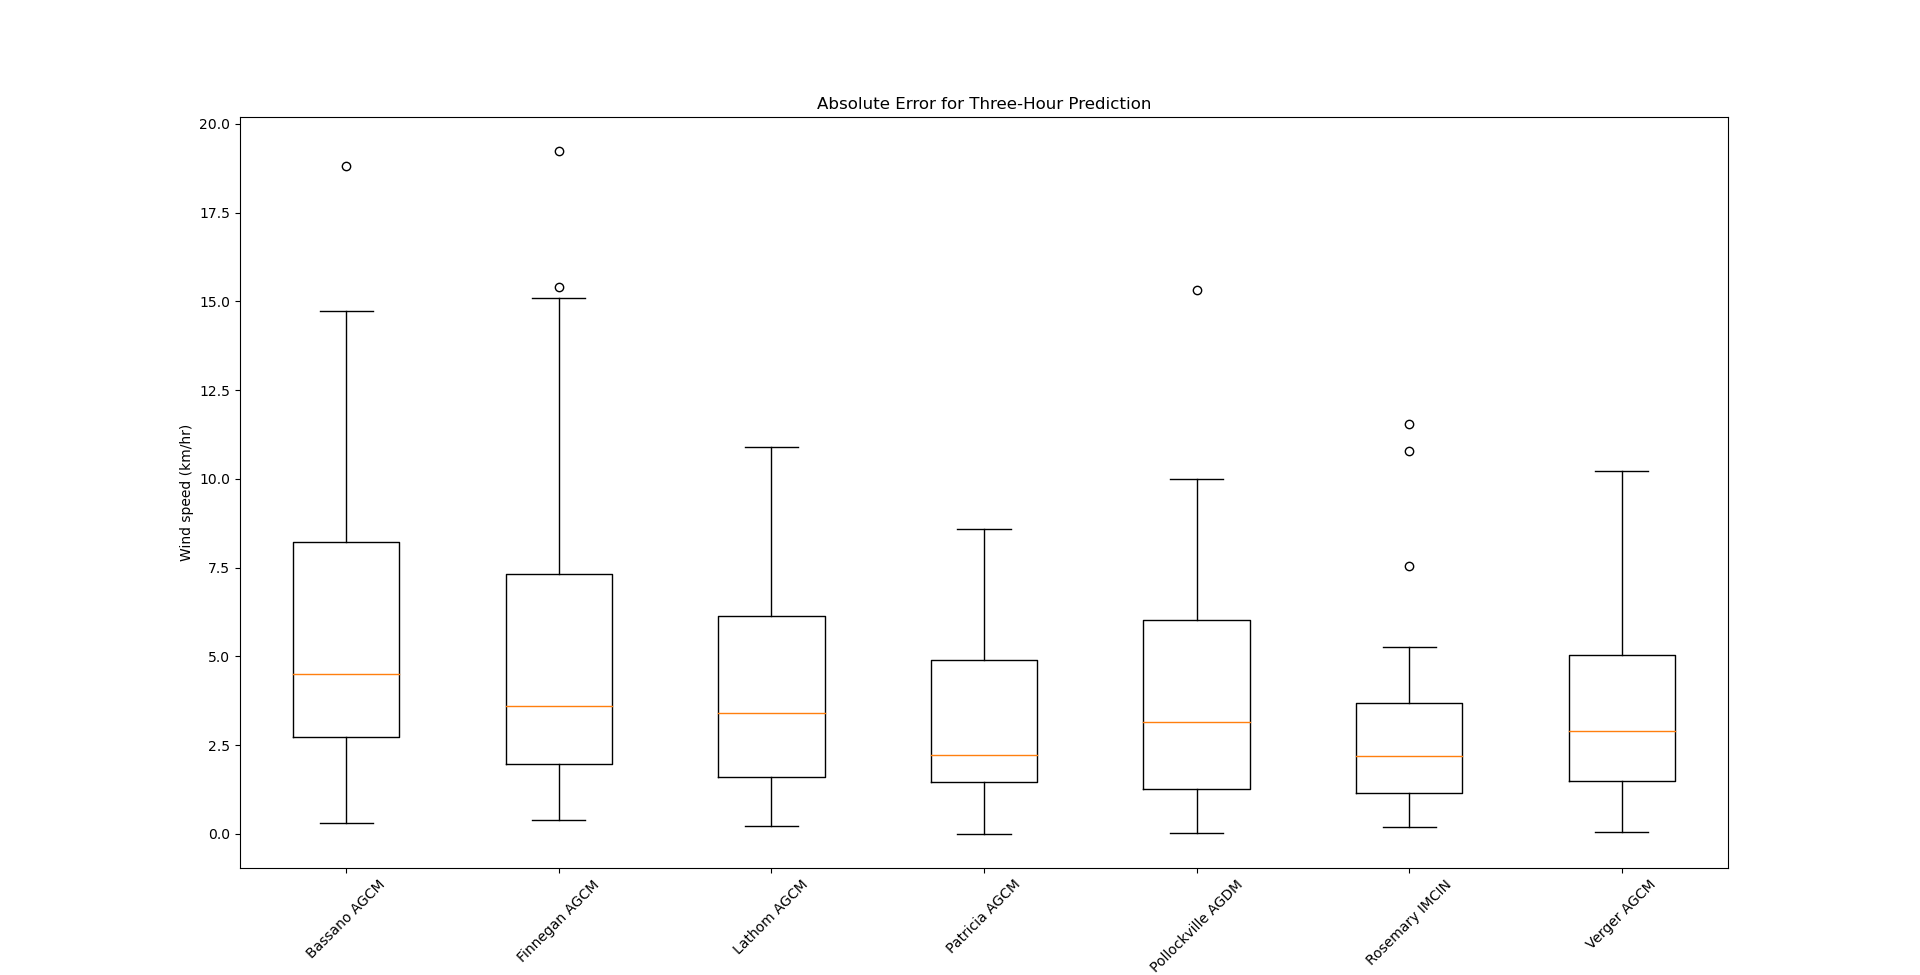 Absolute Error for Three-Hour Prediction
20.0
17.5
15.0
12.5
10.0
7.5
5.0
2.5
0.0
Wind speed (km/hr)
Bassano AGCM
Finnegan AGCM
Lathom AGCM
Patricia AGCM
Pollockville AGDM
Rosemary IMCIN
Verger AGCM